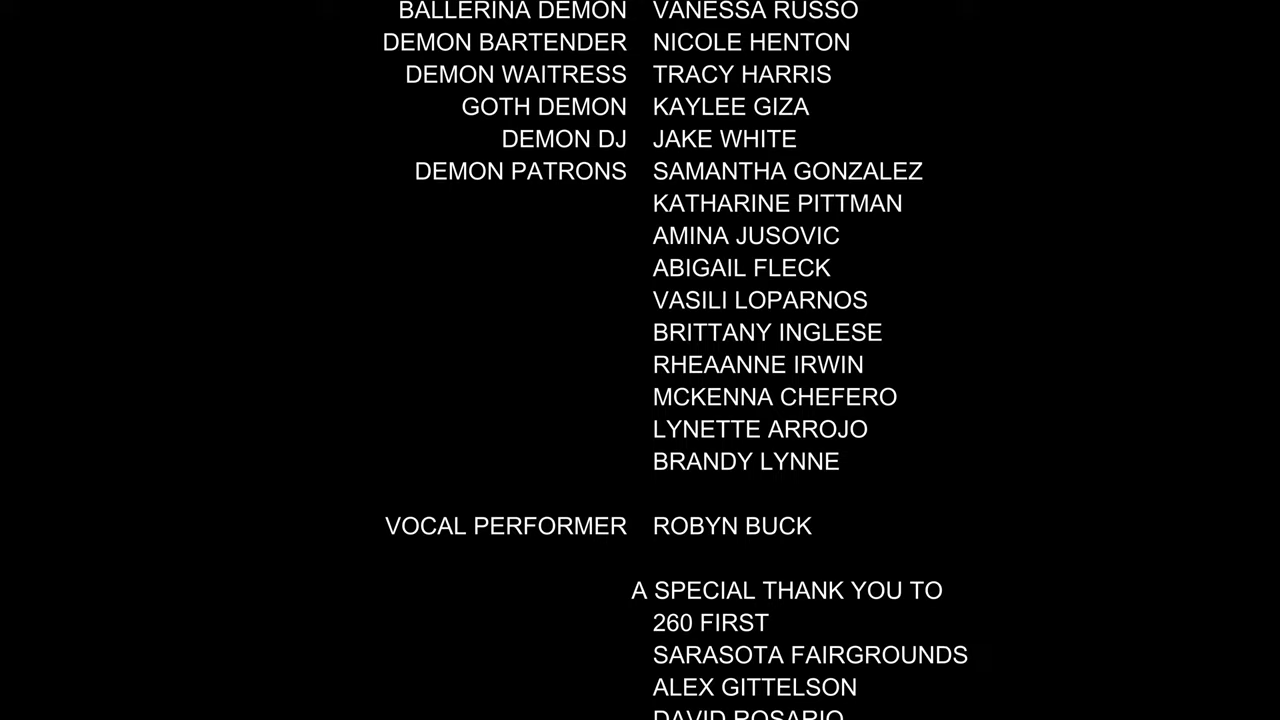 BALLERINA DEMON VANESSA RUSSO
DEMON BARTENDER NICOLE HENTON
DEMON WAITRESS TRACY HARRIS
GOTH DEMON KAYLEE GIZA
DEMON DJ JAKE WHITE
DEMON PATRONS SAMANTHA GONZALEZ
KATHARINE PITTMAN
AMINA JUSOVIC
ABIGAIL FLECK
VASILI LOPARNOS
BRITTANY INGLESE
RHEAANNE IRWIN
MCKENNA CHEFERO
LYNETTE ARROJO
BRANDY LYNNE
VOCAL PERFORMER ROBYN BUCK
A SPECIAL THANK YOU TO
260 FIRST
SARASOTA FAIRGROUNDS
ALEX GITTELSON
DAVID ROSARIO